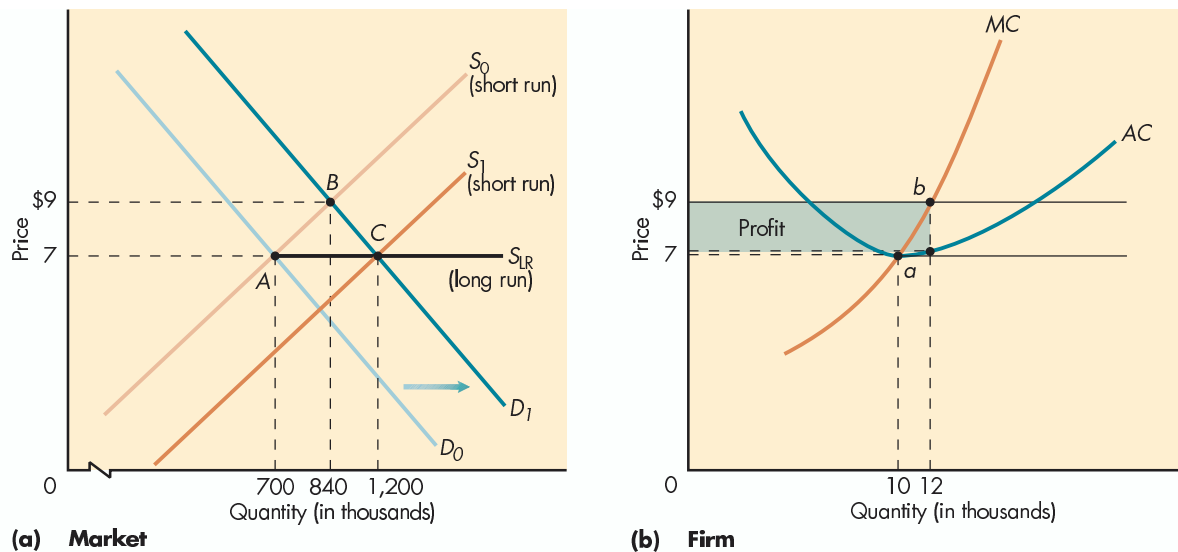 S0
(short run)
S1
(short run)
B
$9
C
Price
7
SLR
A
(long run)
D1
D0
0
700 840 1,200
Quantity (in thousands)
(a) Market
MC
AC
b
$9
Profit
Price
7
a
0
10 12
Quantity (in thousands)
(b) Firm